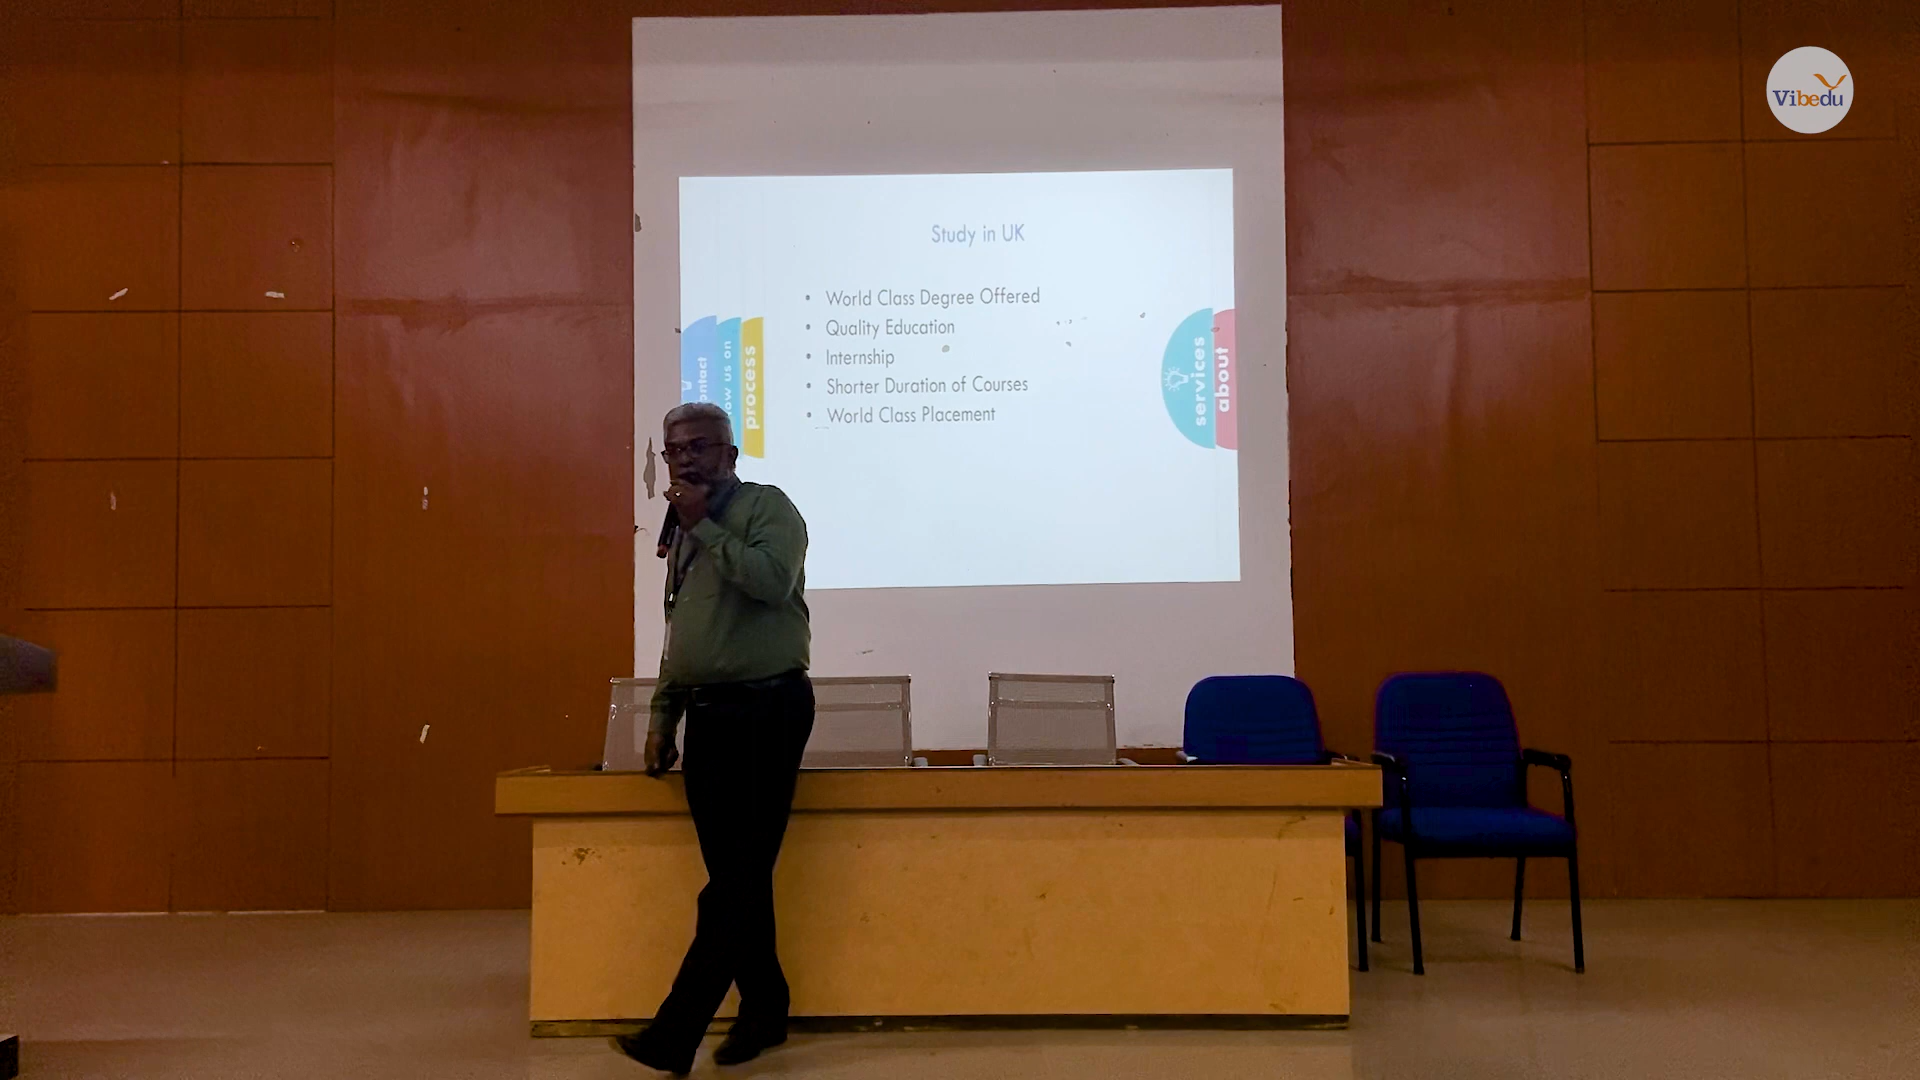 Vibedu
Study in UK
• World Class Degree Offered
• Quality Education
• Internship
• Shorter Duration of Courses
• World Class Placement
process
services
about